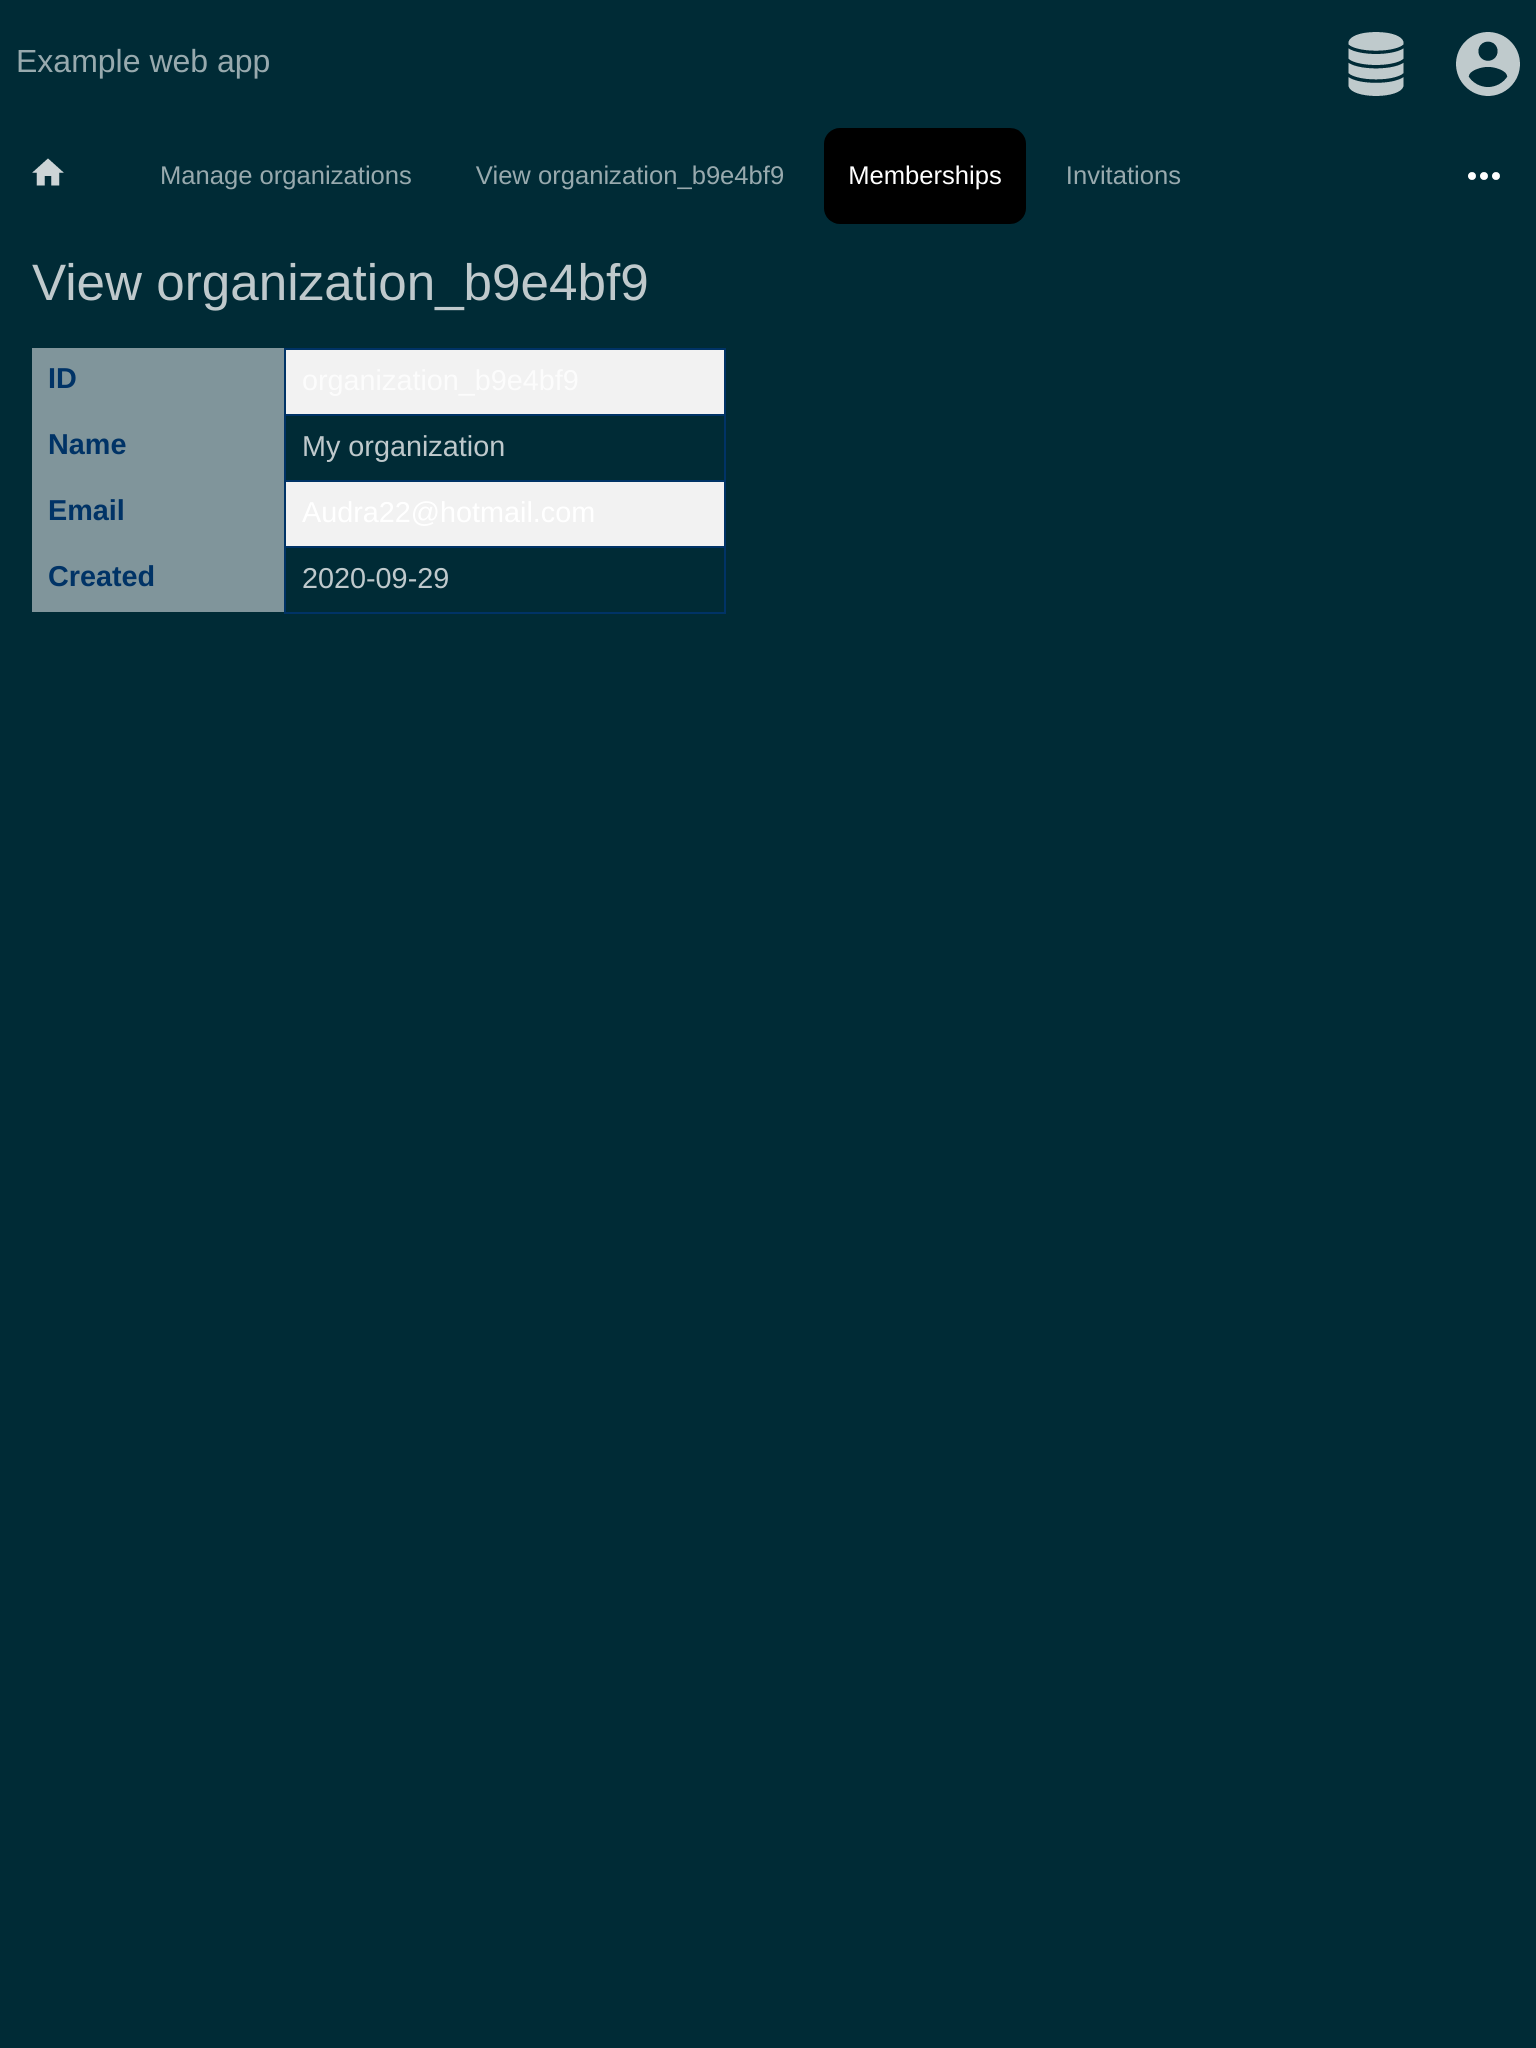 Example web app
Manage organizations View organization_b9e4bf9 Memberships Invitations
View organization_b9e4bf9
ID organization_b9e4bf9
Name My organization
Email Audra22@hotmail.com
Created 2020-09-29